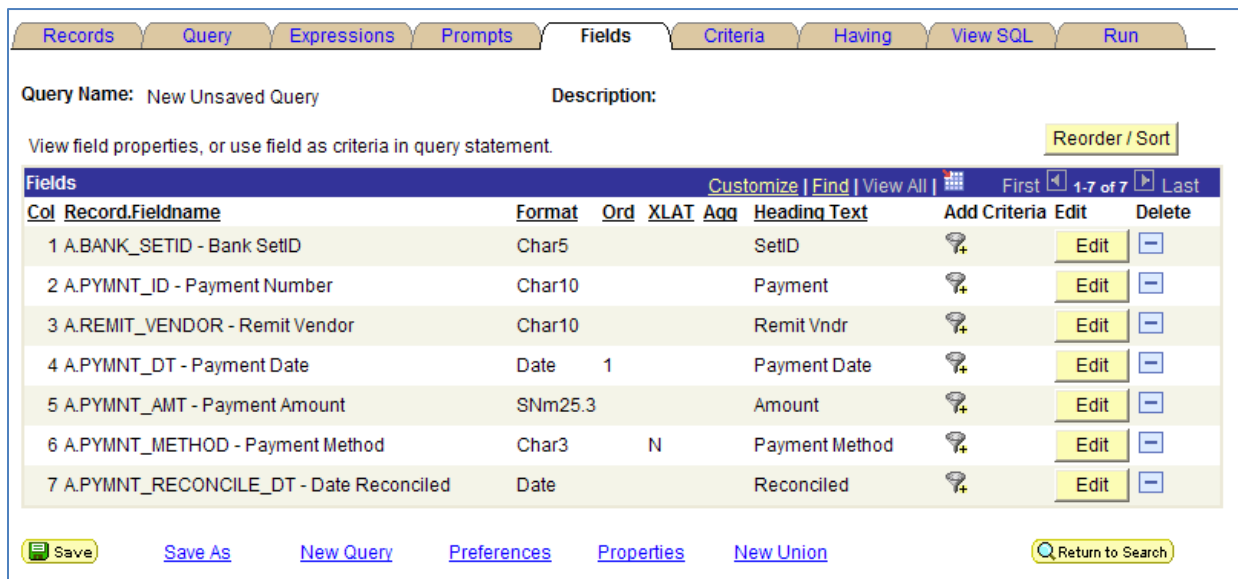 Records Query Expressions Prompts Fields Criteria Having View SQL Run
Query Name: New Unsaved Query Description:
View field properties, or use field as criteria in query statement. Reorder / Sort
Fields Customize | Find | View All | First 1-7 of 7 Last
Col Record.Fieldname Format Ord XLAT Agg Heading Text Add Criteria Edit Delete
1 A.BANK_SETID - Bank SetID Char5 SetID Edit
2 A.PYMNT_ID - Payment Number Char10 Payment Edit
3 A.REMIT_VENDOR - Remit Vendor Char10 Remit Vndr Edit
4 A.PYMNT_DT - Payment Date Date 1 Payment Date Edit
5 A.PYMNT_AMT - Payment Amount SNm25.3 Amount Edit
6 A.PYMNT_METHOD - Payment Method Char3 N Payment Method Edit
7 A.PYMNT_RECONCILE_DT - Date Reconciled Date Reconciled Edit
Save Save As New Query Preferences Properties New Union Return to Search